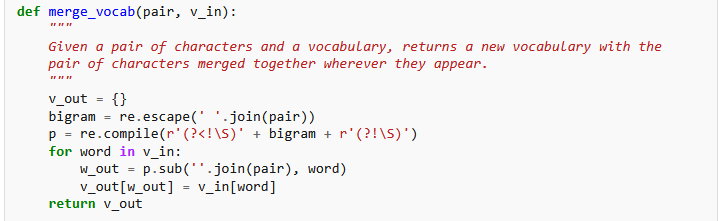 def merge_vocab(pair, v_in):
    """
    Given a pair of characters and a vocabulary, returns a new vocabulary with the
    pair of characters merged together wherever they appear.
    """
    v_out = {}
    bigram = re.escape(' '.join(pair))
    p = re.compile(r'(?<!\S)' + bigram + r'(?!\S)')
    for word in v_in:
        w_out = p.sub(''.join(pair), word)
        v_out[w_out] = v_in[word]
    return v_out